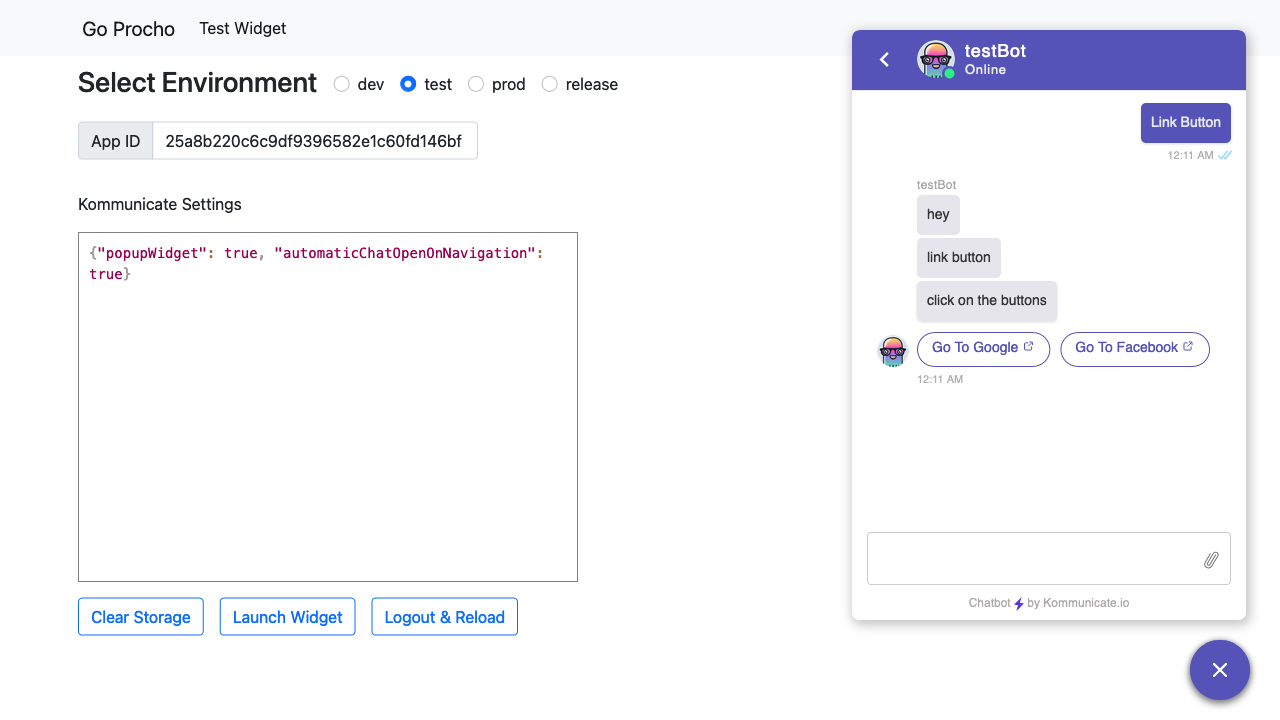 Go Procho Test Widget
Select Environment dev test prod release
App ID 25a8b220c6c9df9396582e1c60fd146bf
Kommunicate Settings
{"popupWidget": true, "automaticChatOpenOnNavigation":
true}
Clear Storage Launch Widget Logout & Reload
testBot
Online
Link Button
12:11 AM
testBot
hey
link button
click on the buttons
Go To Google Go To Facebook
12:11 AM
Chatbot by Kommunicate.io